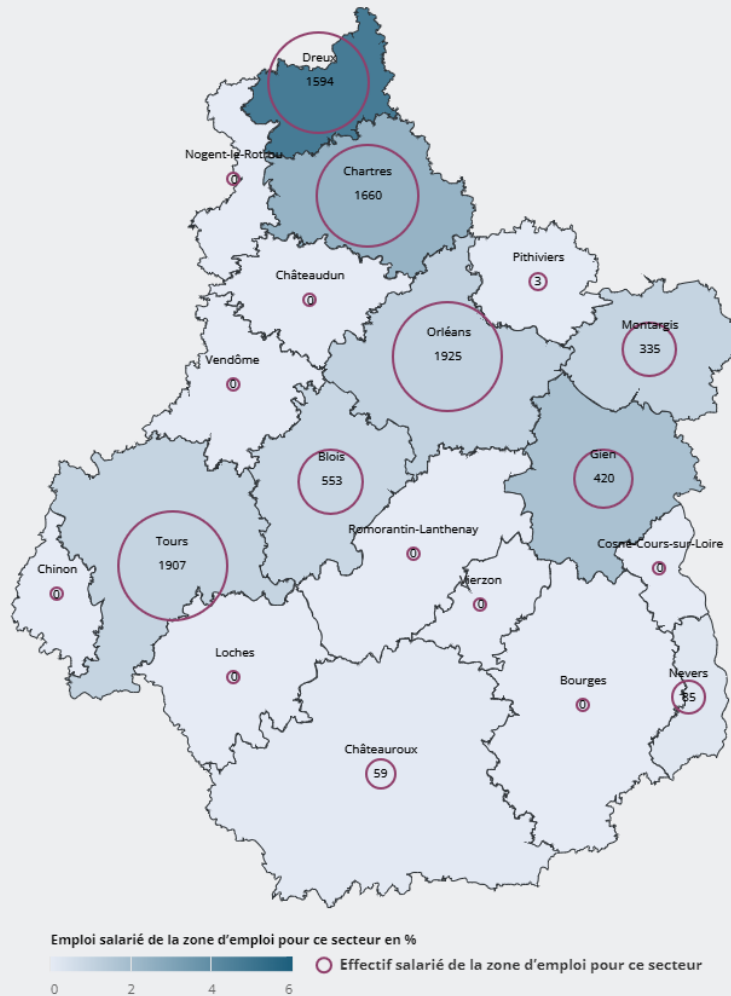 Dreux
1594
Nogent-le-Rotrou
0
Chartres
1660
Pithiviers
3
Châteaudun
0
Orléans
1925
Montargis
335
Vendôme
0
Blois
553
Gien
420
Romorantin-Lanthenay
0
Cosne-Cours-sur-Loire
0
Tours
1907
Chinon
0
Vierzon
0
Loches
0
Bourges
0
Nevers
85
Châteauroux
59
Emploi salarié de la zone d'emploi pour ce secteur en %
0 2 4 6
Effectif salarié de la zone d'emploi pour ce secteur